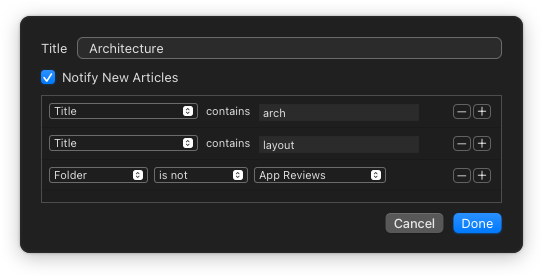 Title Architecture
Notify New Articles
Title contains arch
Title contains layout
Folder is not App Reviews
Cancel Done